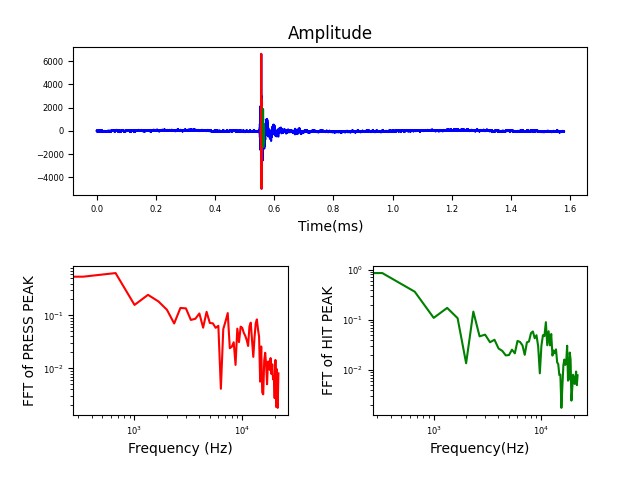 Amplitude
6000
4000
2000
0
−2000
−4000
0.0 0.2 0.4 0.6 0.8 1.0 1.2 1.4 1.6
Time(ms)
FFT of PRESS PEAK
10⁻¹
10⁻²
10³ 10⁴
Frequency (Hz)
FFT of HIT PEAK
10⁰
10⁻¹
10⁻²
10³ 10⁴
Frequency(Hz)